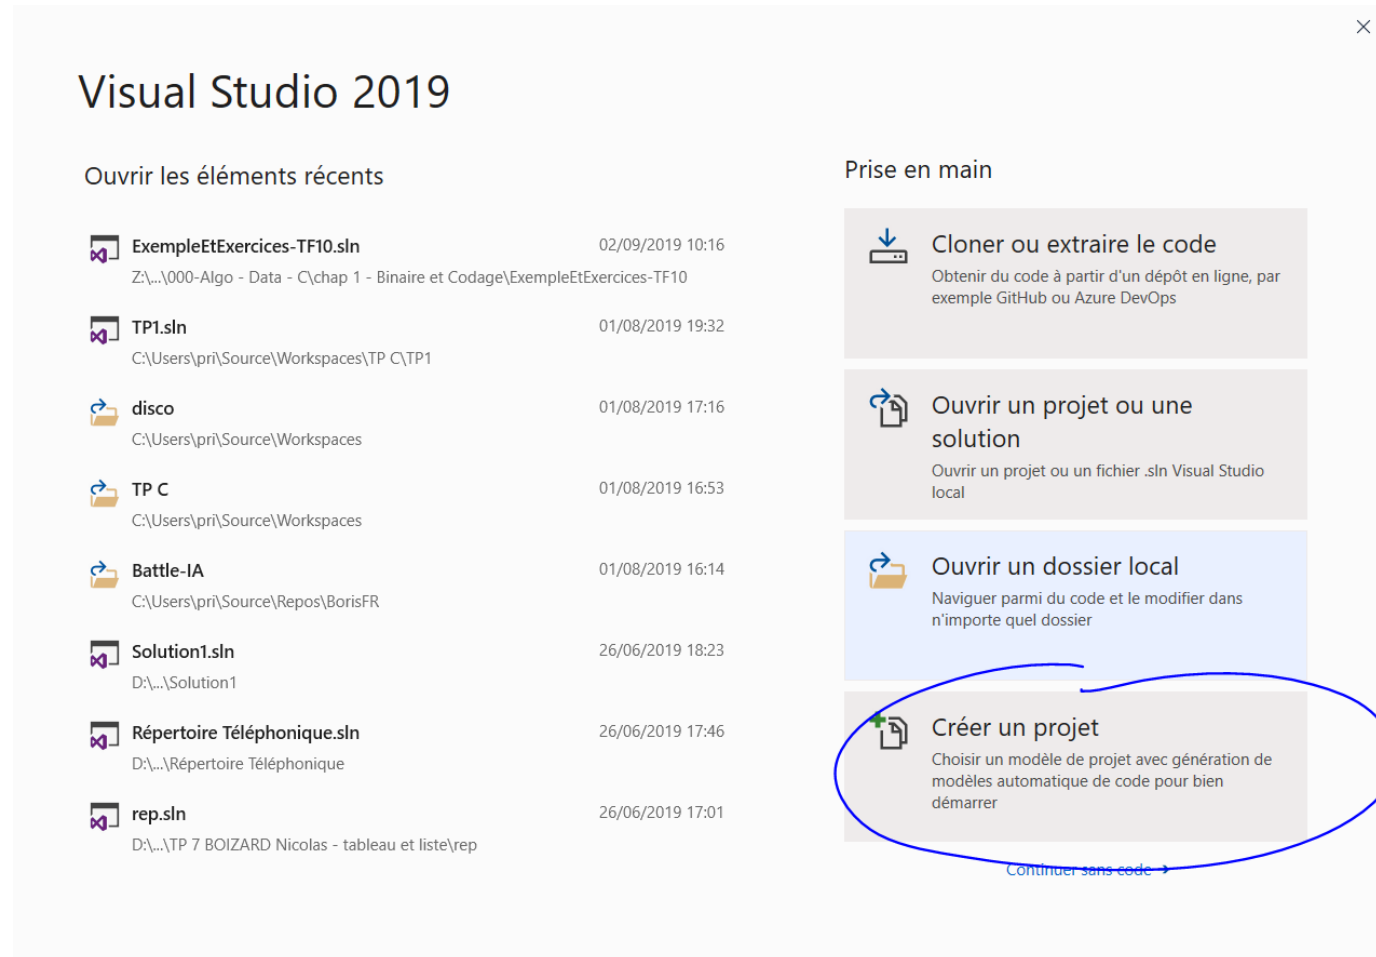 Visual Studio 2019
Ouvrir les éléments récents
ExempleEtExercices-TF10.sln 02/09/2019 10:16
Z:\...\000-Algo - Data - C\chap 1 - Binaire et Codage\ExempleEtExercices-TF10
TP1.sln 01/08/2019 19:32
C:\Users\pri\Source\Workspaces\TP C\TP1
disco 01/08/2019 17:16
C:\Users\pri\Source\Workspaces
TP C 01/08/2019 16:53
C:\Users\pri\Source\Workspaces
Battle-IA 01/08/2019 16:14
C:\Users\pri\Source\Repos\BorisFR
Solution1.sln 26/06/2019 18:23
D:\...\Solution1
Répertoire Téléphonique.sln 26/06/2019 17:46
D:\...\Répertoire Téléphonique
rep.sln 26/06/2019 17:01
D:\...\TP 7 BOIZARD Nicolas - tableau et liste\rep
Prise en main
Cloner ou extraire le code
Obtenir du code à partir d'un dépôt en ligne, par
exemple GitHub ou Azure DevOps
Ouvrir un projet ou une
solution
Ouvrir un projet ou un fichier .sln Visual Studio
local
Ouvrir un dossier local
Naviguer parmi du code et le modifier dans
n'importe quel dossier
Créer un projet
Choisir un modèle de projet avec génération de
modèles automatique de code pour bien
démarrer
Continuer sans code →